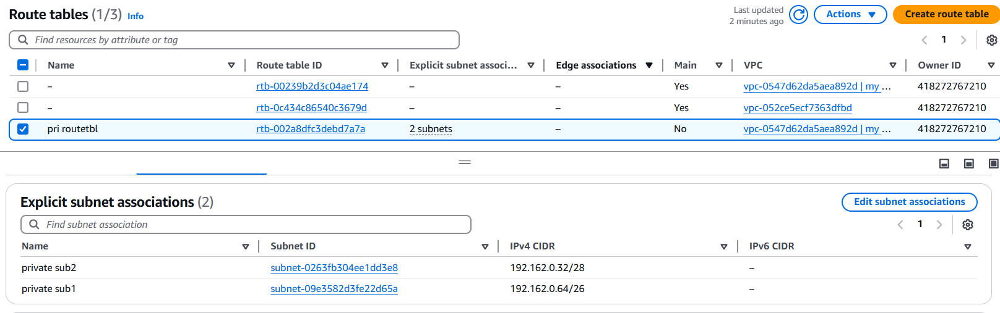 Route tables (1/3) Info
Last updated
2 minutes ago
Actions
Create route table
Find resources by attribute or tag
1
Name Route table ID Explicit subnet associ... Edge associations Main VPC Owner ID
– rtb-00239b2d3c04ae174 – – Yes vpc-0547d62da5aea892d | my ... 418272767210
– rtb-0c434c86540c3679d – – Yes vpc-052ce5ecf7363dfbd 418272767210
pri routetbl rtb-002a8dfc3debd7a7a 2 subnets – No vpc-0547d62da5aea892d | my ... 418272767210
Explicit subnet associations (2)
Edit subnet associations
Find subnet association
1
Name Subnet ID IPv4 CIDR IPv6 CIDR
private sub2 subnet-0263fb304ee1dd3e8 192.162.0.32/28 –
private sub1 subnet-09e3582d3fe22d65a 192.162.0.64/26 –